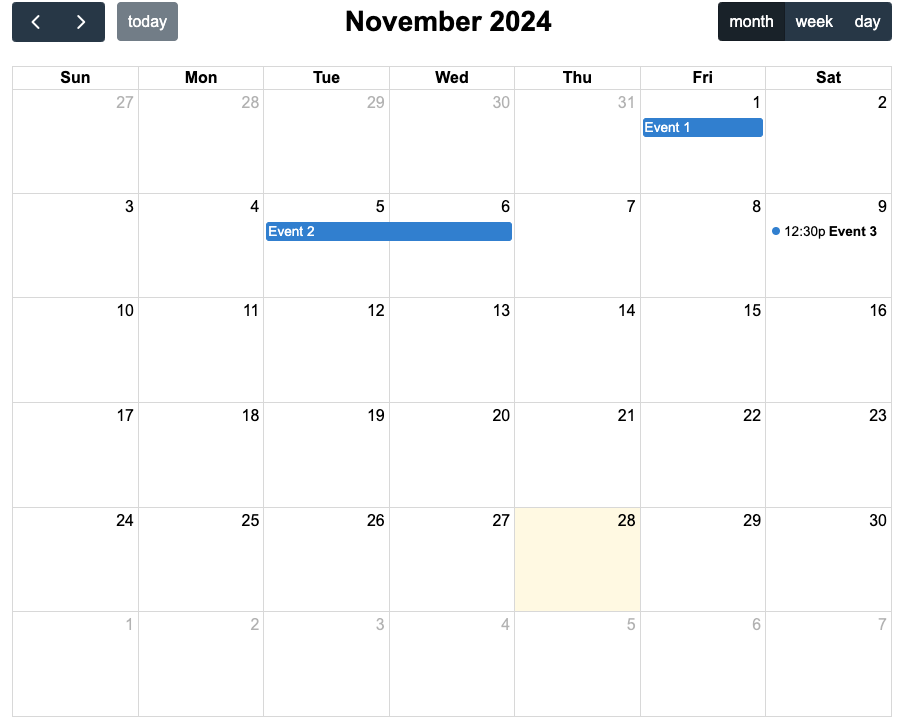 today November 2024 month week day
Sun Mon Tue Wed Thu Fri Sat
27 28 29 30 31 1 2
Event 1
3 4 5 6 7 8 9
Event 2 12:30p Event 3
10 11 12 13 14 15 16
17 18 19 20 21 22 23
24 25 26 27 28 29 30
1 2 3 4 5 6 7